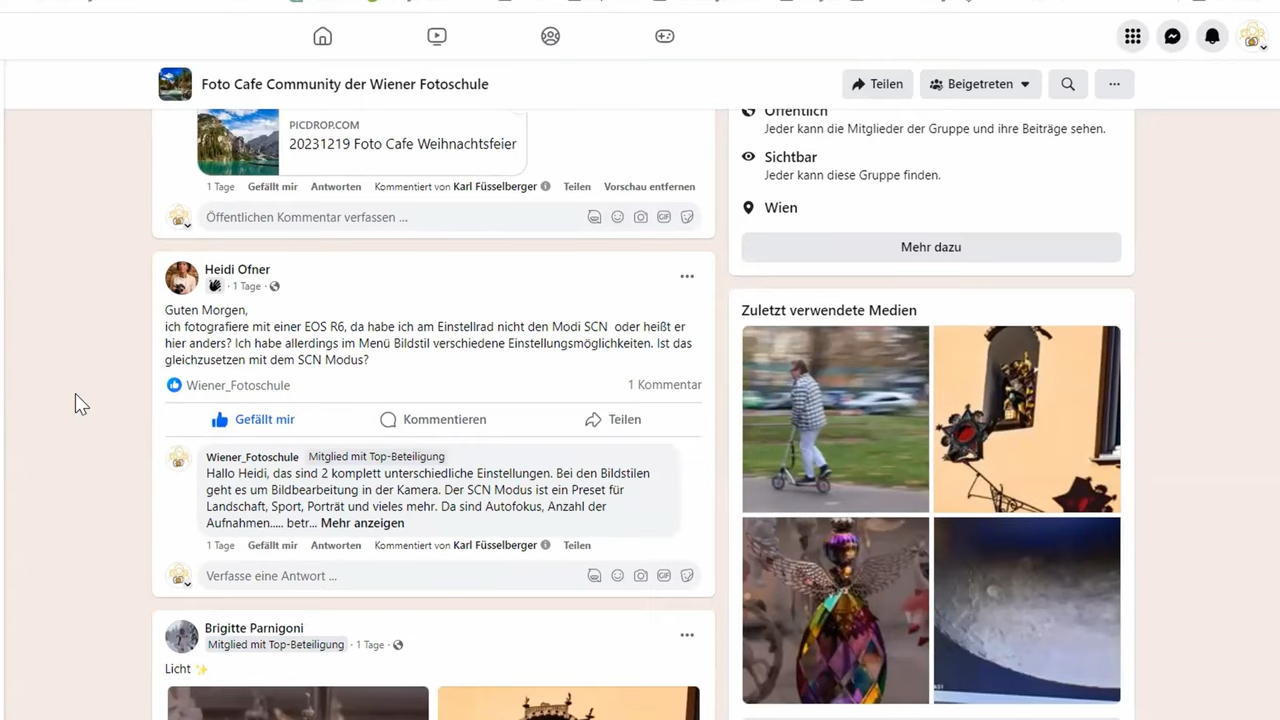 Foto Cafe Community der Wiener Fotoschule
Teilen
Beigetreten
PICDROP.COM
20231219 Foto Cafe Weihnachtsfeier
1 Tage Gefällt mir Antworten Kommentiert von Karl Füsselberger Teilen Vorschau entfernen
Öffentlichen Kommentar verfassen ...
Heidi Ofner
· 1 Tage ·
Guten Morgen,
ich fotografiere mit einer EOS R6, da habe ich am Einstellrad nicht den Modi SCN oder heißt er
hier anders? Ich habe allerdings im Menü Bildstil verschiedene Einstellungsmöglichkeiten. Ist das
gleichzusetzen mit dem SCN Modus?
Wiener_Fotoschule
1 Kommentar
Gefällt mir
Kommentieren
Teilen
Wiener_Fotoschule Mitglied mit Top-Beteiligung
Hallo Heidi, das sind 2 komplett unterschiedliche Einstellungen. Bei den Bildstilen
geht es um Bildbearbeitung in der Kamera. Der SCN Modus ist ein Preset für
Landschaft, Sport, Porträt und vieles mehr. Da sind Autofokus, Anzahl der
Aufnahmen..... betr... Mehr anzeigen
1 Tage Gefällt mir Antworten Kommentiert von Karl Füsselberger Teilen
Verfasse eine Antwort ...
Brigitte Parnigoni
Mitglied mit Top-Beteiligung · 1 Tage ·
Licht ✨
Öffentlich
Jeder kann die Mitglieder der Gruppe und ihre Beiträge sehen.
Sichtbar
Jeder kann diese Gruppe finden.
Wien
Mehr dazu
Zuletzt verwendete Medien